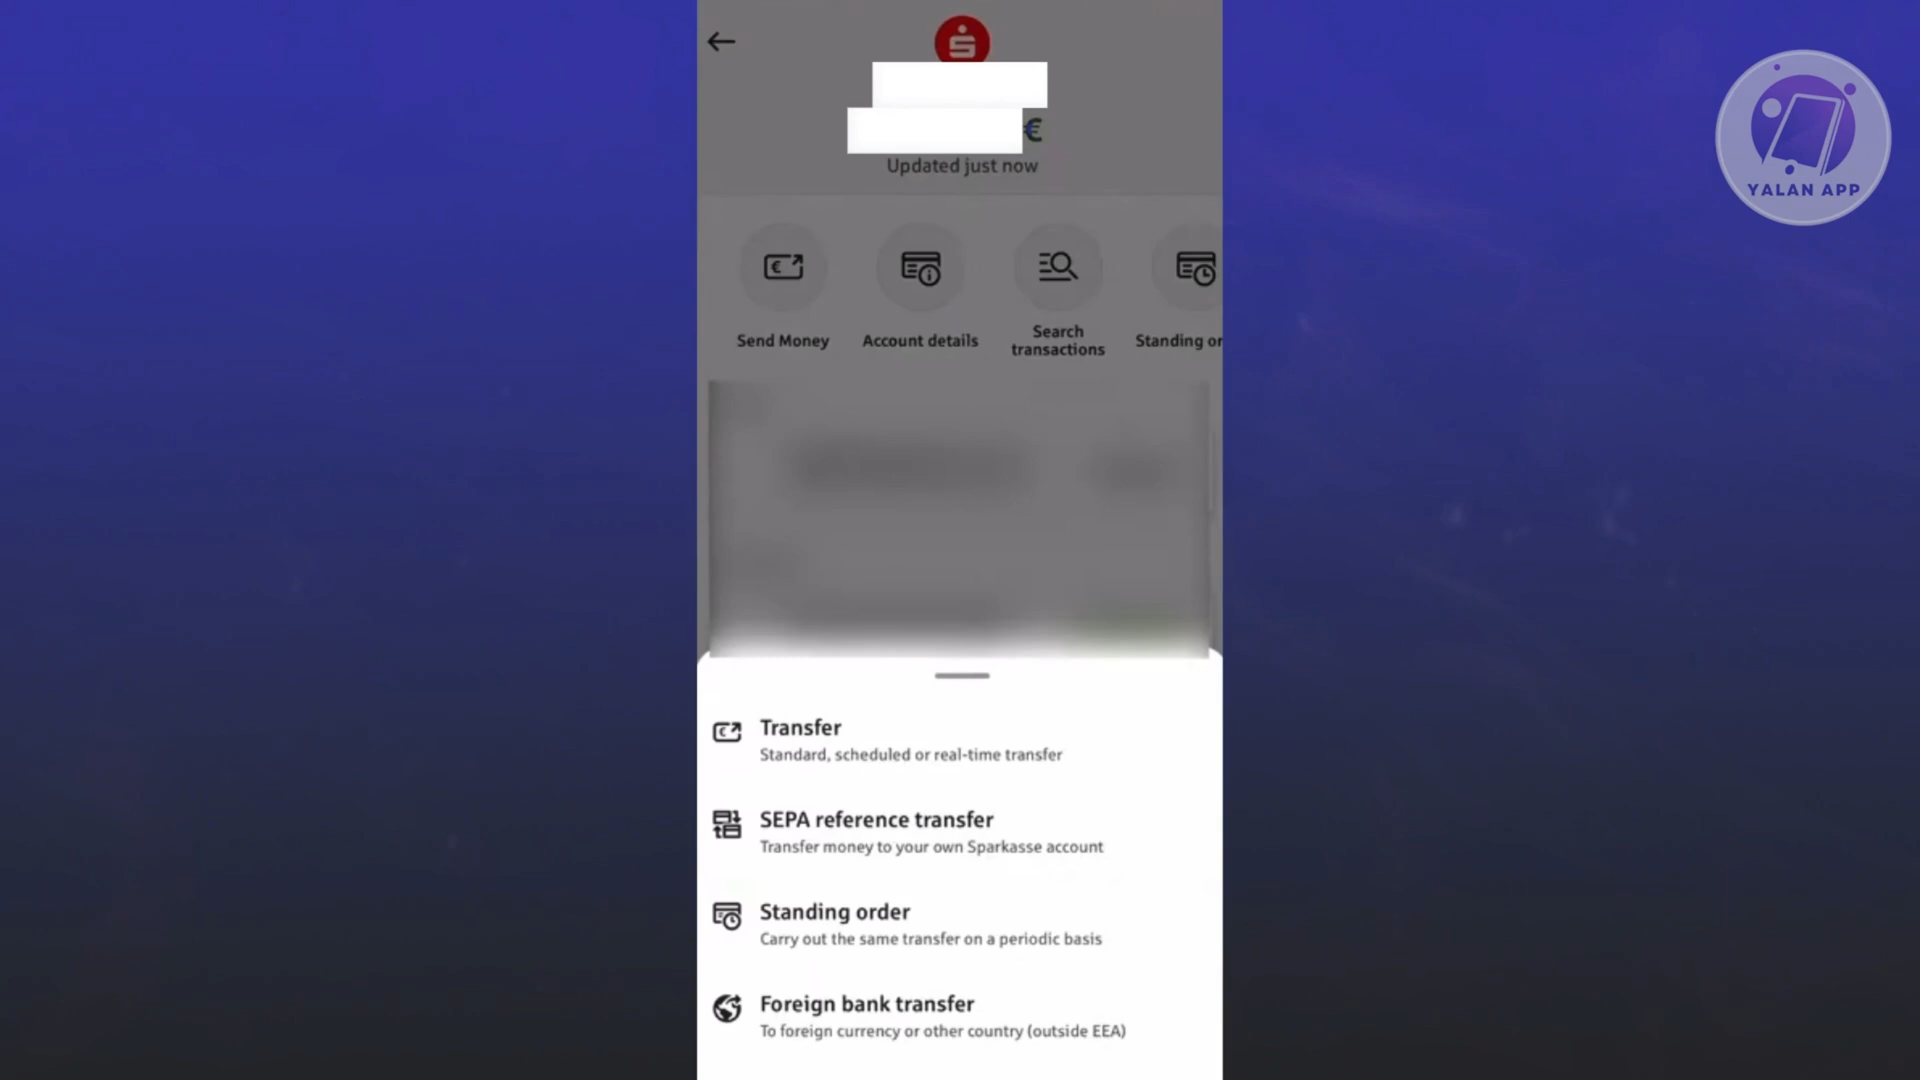 YALAN APP
€
Updated just now
Send Money
Account details
Search
transactions
Standing or
Transfer
Standard, scheduled or real-time transfer
SEPA reference transfer
Transfer money to your own Sparkasse account
Standing order
Carry out the same transfer on a periodic basis
Foreign bank transfer
To foreign currency or other country (outside EEA)